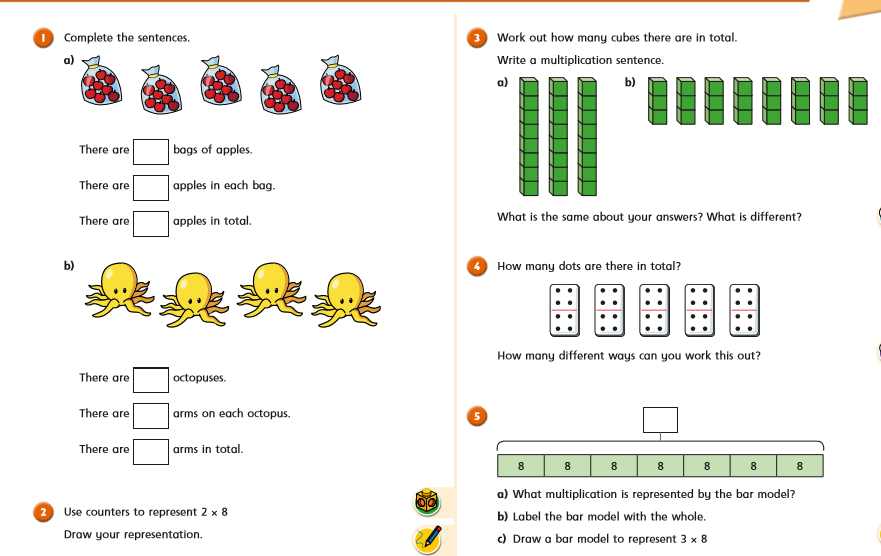 1 Complete the sentences.
a)
There are bags of apples.
There are apples in each bag.
There are apples in total.
b)
There are octopuses.
There are arms on each octopus.
There are arms in total.
2 Use counters to represent 2 × 8
Draw your representation.
3 Work out how many cubes there are in total.
Write a multiplication sentence.
a) b)
What is the same about your answers? What is different?
4 How many dots are there in total?
How many different ways can you work this out?
5
8 8 8 8 8 8 8
a) What multiplication is represented by the bar model?
b) Label the bar model with the whole.
c) Draw a bar model to represent 3 × 8